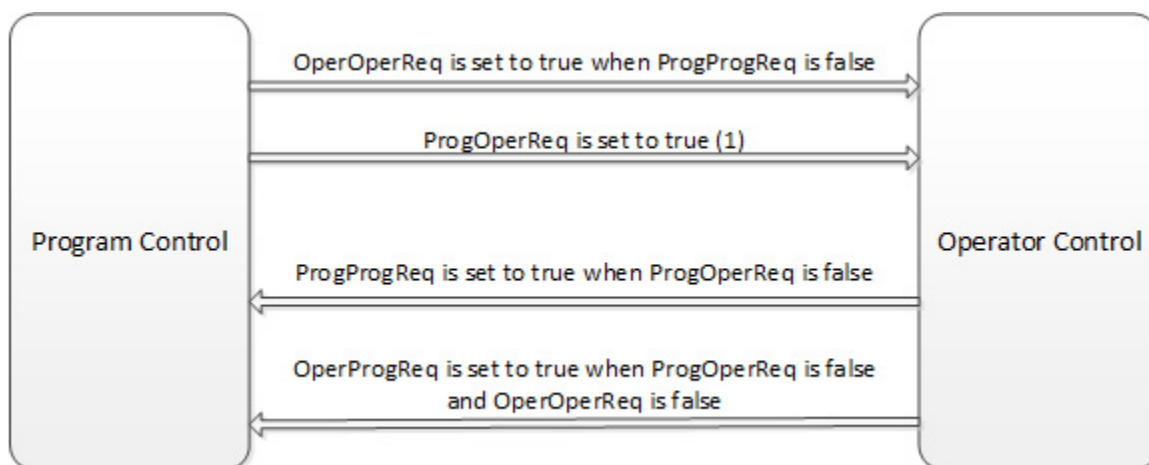 OperOperReq is set to true when ProgProgReq is false
ProgOperReq is set to true (1)
Program Control
Operator Control
ProgProgReq is set to true when ProgOperReq is false
OperProgReq is set to true when ProgOperReq is false
and OperOperReq is false